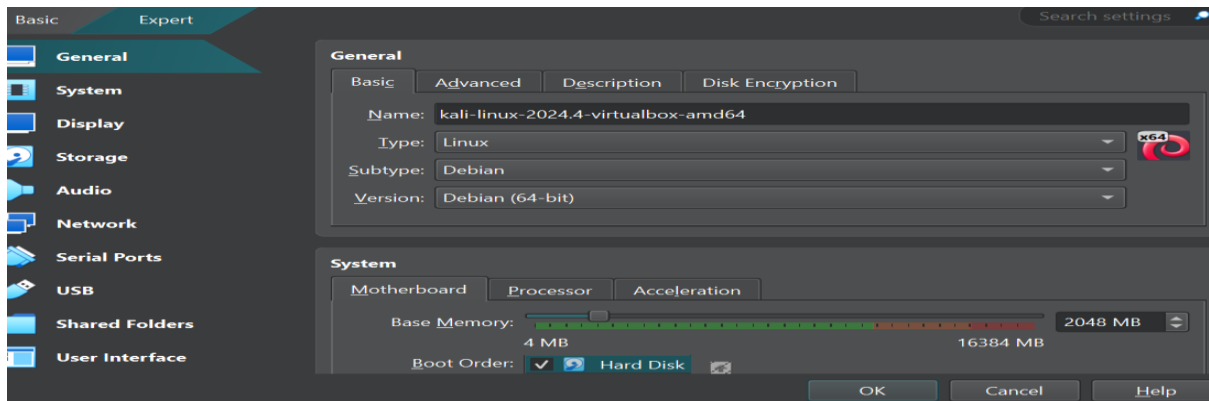 Basic Expert Search settings
General
System
Display
Storage
Audio
Network
Serial Ports
USB
Shared Folders
User Interface
General
Basic Advanced Description Disk Encryption
Name: kali-linux-2024.4-virtualbox-amd64
Type: Linux
x64
Subtype: Debian
Version: Debian (64-bit)
System
Motherboard Processor Acceleration
Base Memory: 2048 MB
4 MB 16384 MB
Boot Order: Hard Disk
OK Cancel Help